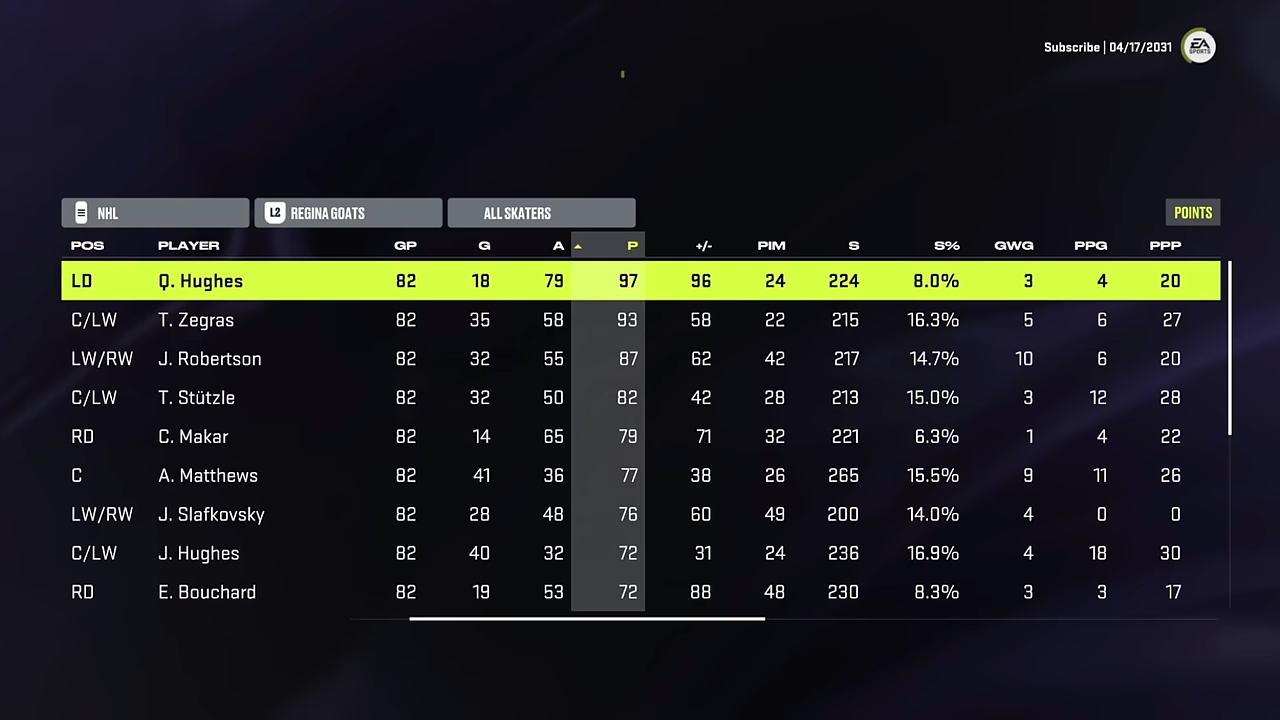 Subscribe | 04/17/2031 EA SPORTS
NHL L2 REGINA GOATS ALL SKATERS POINTS
POS PLAYER GP G A P +/- PIM S S% GWG PPG PPP
LD Q. Hughes 82 18 79 97 96 24 224 8.0% 3 4 20
C/LW T. Zegras 82 35 58 93 58 22 215 16.3% 5 6 27
LW/RW J. Robertson 82 32 55 87 62 42 217 14.7% 10 6 20
C/LW T. Stützle 82 32 50 82 42 28 213 15.0% 3 12 28
RD C. Makar 82 14 65 79 71 32 221 6.3% 1 4 22
C A. Matthews 82 41 36 77 38 26 265 15.5% 9 11 26
LW/RW J. Slafkovsky 82 28 48 76 60 49 200 14.0% 4 0 0
C/LW J. Hughes 82 40 32 72 31 24 236 16.9% 4 18 30
RD E. Bouchard 82 19 53 72 88 48 230 8.3% 3 3 17